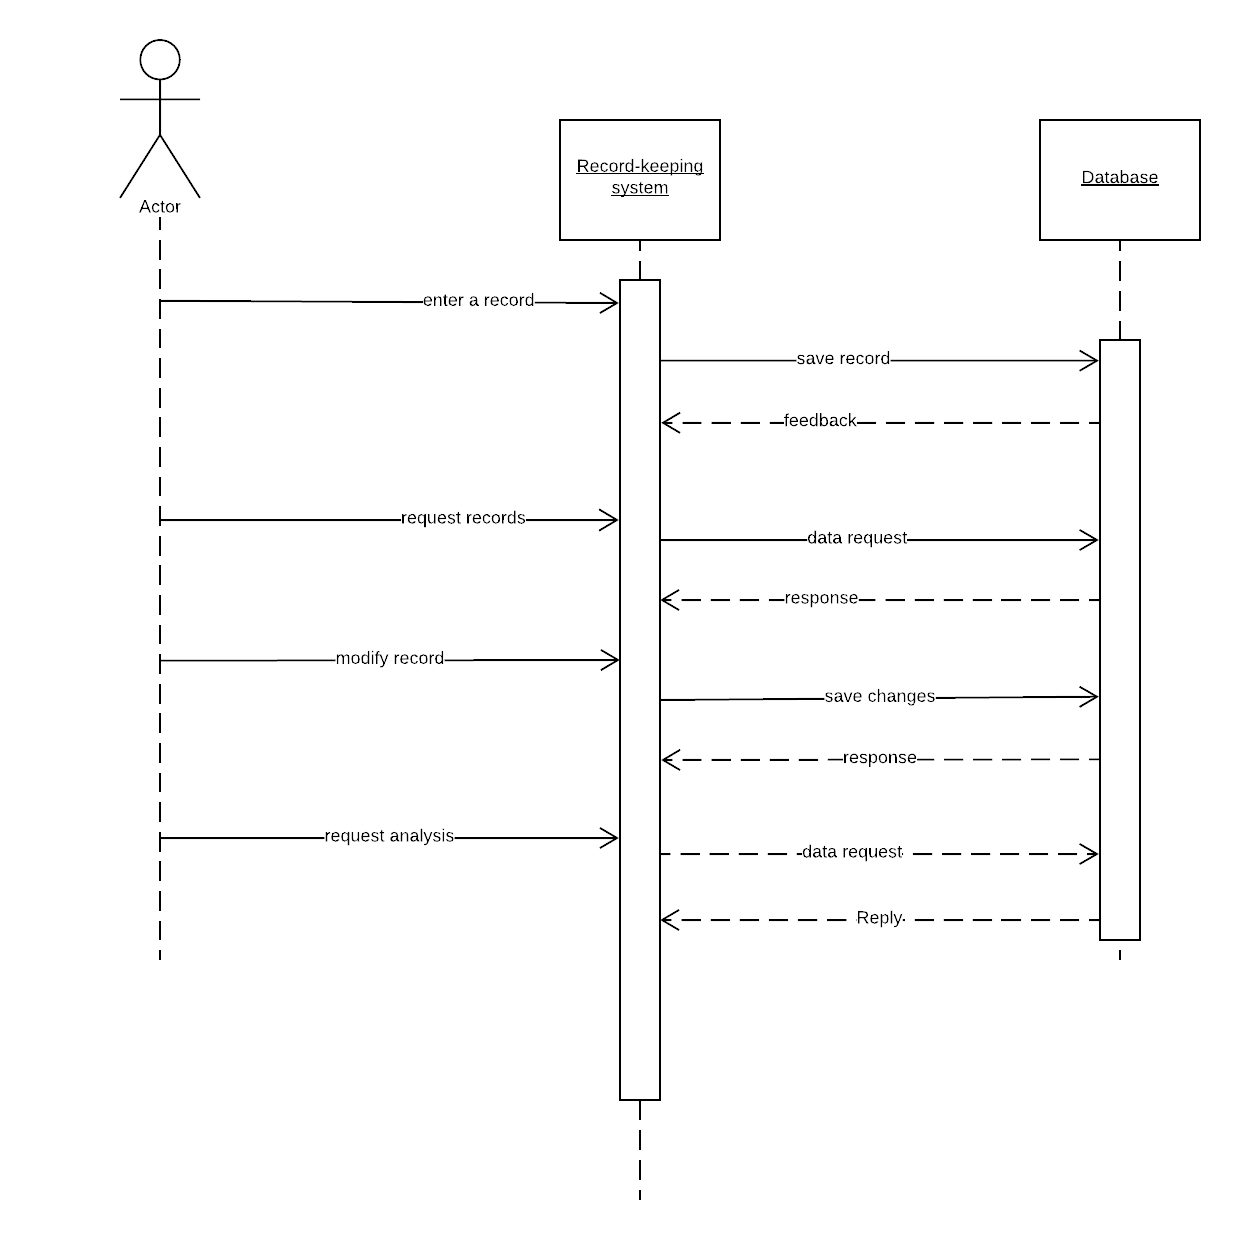 Actor
Record-keeping
system
Database
enter a record
save record
feedback
request records
data request
response
modify record
save changes
response
request analysis
data request
Reply